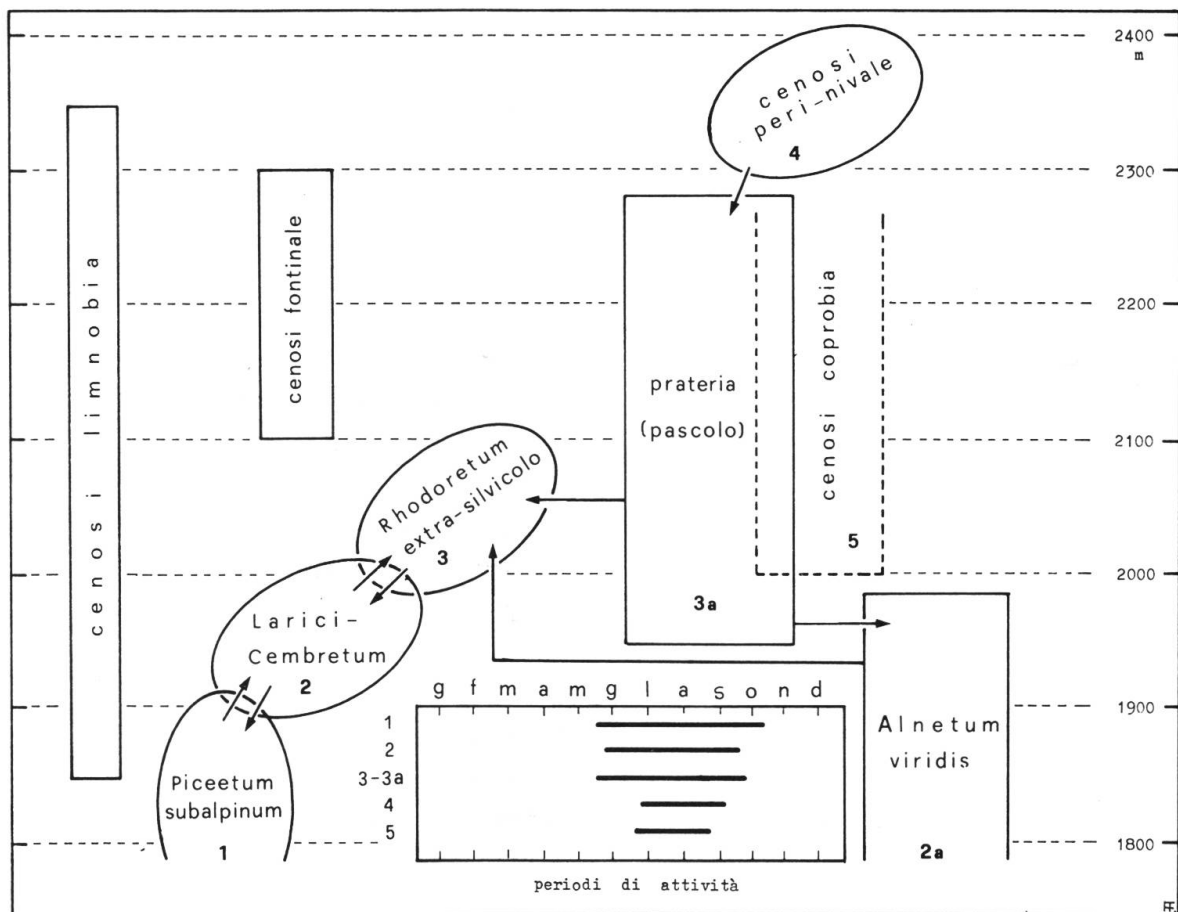 2400
m
cenosi
peri-nivale
4
2300
2200
2100
2000
1900
1800
cenosi limnobia
cenosi fontinale
prateria
(pascolo)
3a
cenosi coprobia
5
Rhodoretum
extra-silvicolo
3
Larici-
Cembretum
2
Piceetum
subalpinum
1
Alnetum
viridis
2a
g f m a m g l a s o n d
1
2
3-3a
4
5
periodi di attività